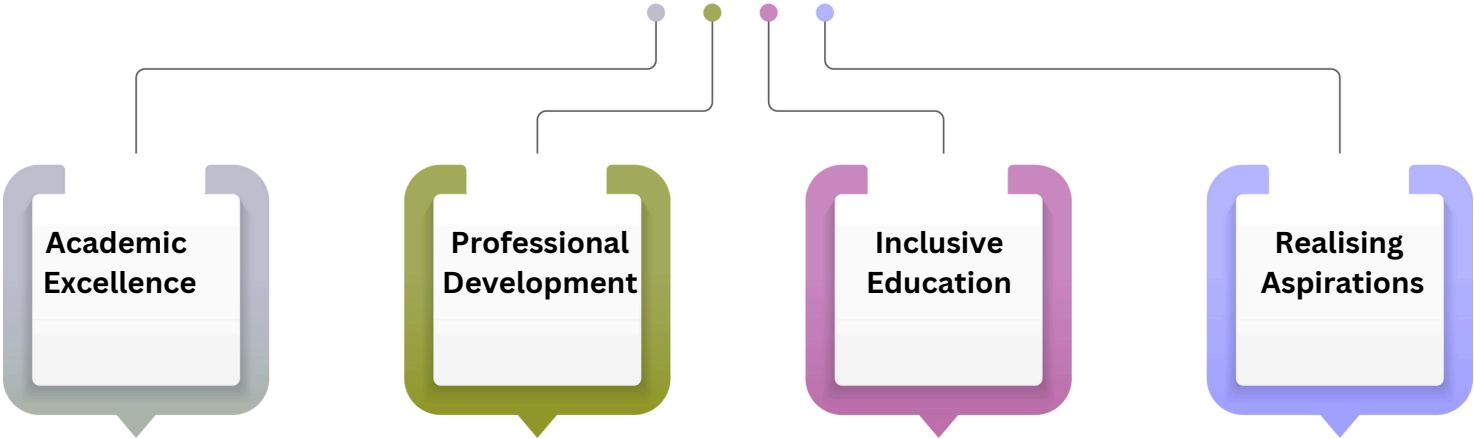 Academic
Excellence
Professional
Development
Inclusive
Education
Realising
Aspirations